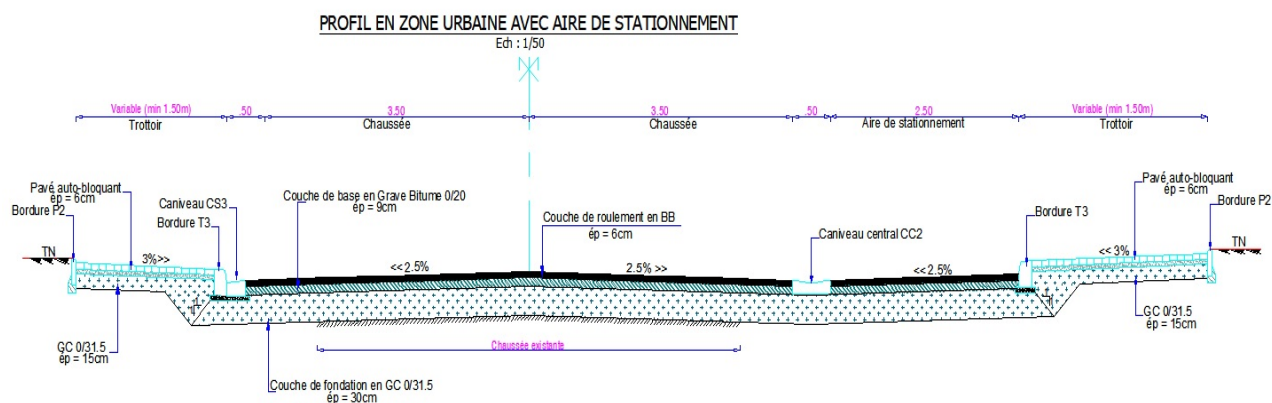 PROFIL EN ZONE URBAINE AVEC AIRE DE STATIONNEMENT
Ech : 1/50
Variable (min 1.50m)
.50
3.50
3.50
.50
2.50
Variable (min 1.50m)
Trottoir
Chaussée
Chaussée
Aire de stationnement
Trottoir
Pavé auto-bloquant
ép = 6cm
Bordure P2
Caniveau CS3
Bordure T3
Couche de base en Grave Bitume 0/20
ép = 9cm
Couche de roulement en BB
ép = 6cm
Caniveau central CC2
Bordure T3
Pavé auto-bloquant
ép = 6cm
Bordure P2
TN
3%>>
<<2.5%
2.5% >>
<<2.5%
<< 3%
TN
GC 0/31.5
ép = 15cm
Chaussée existante
Couche de fondation en GC 0/31.5
ép = 30cm
GC 0/31.5
ép = 15cm